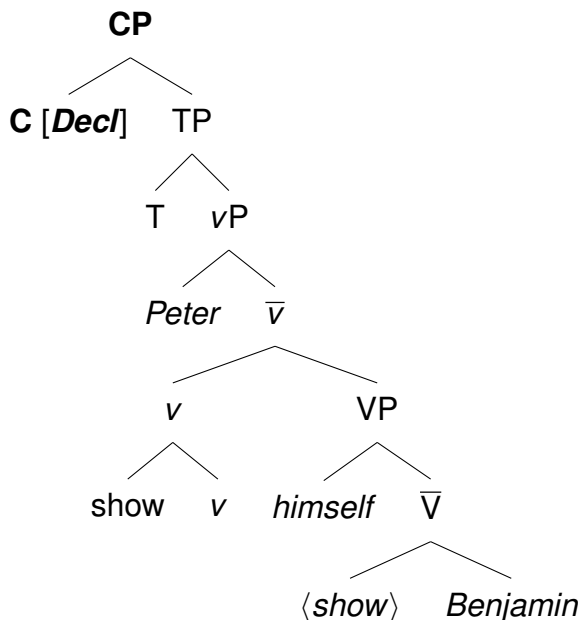 CP
C [Decl] TP
T vP
Peter v̅
v VP
show v himself V̅
⟨show⟩ Benjamin